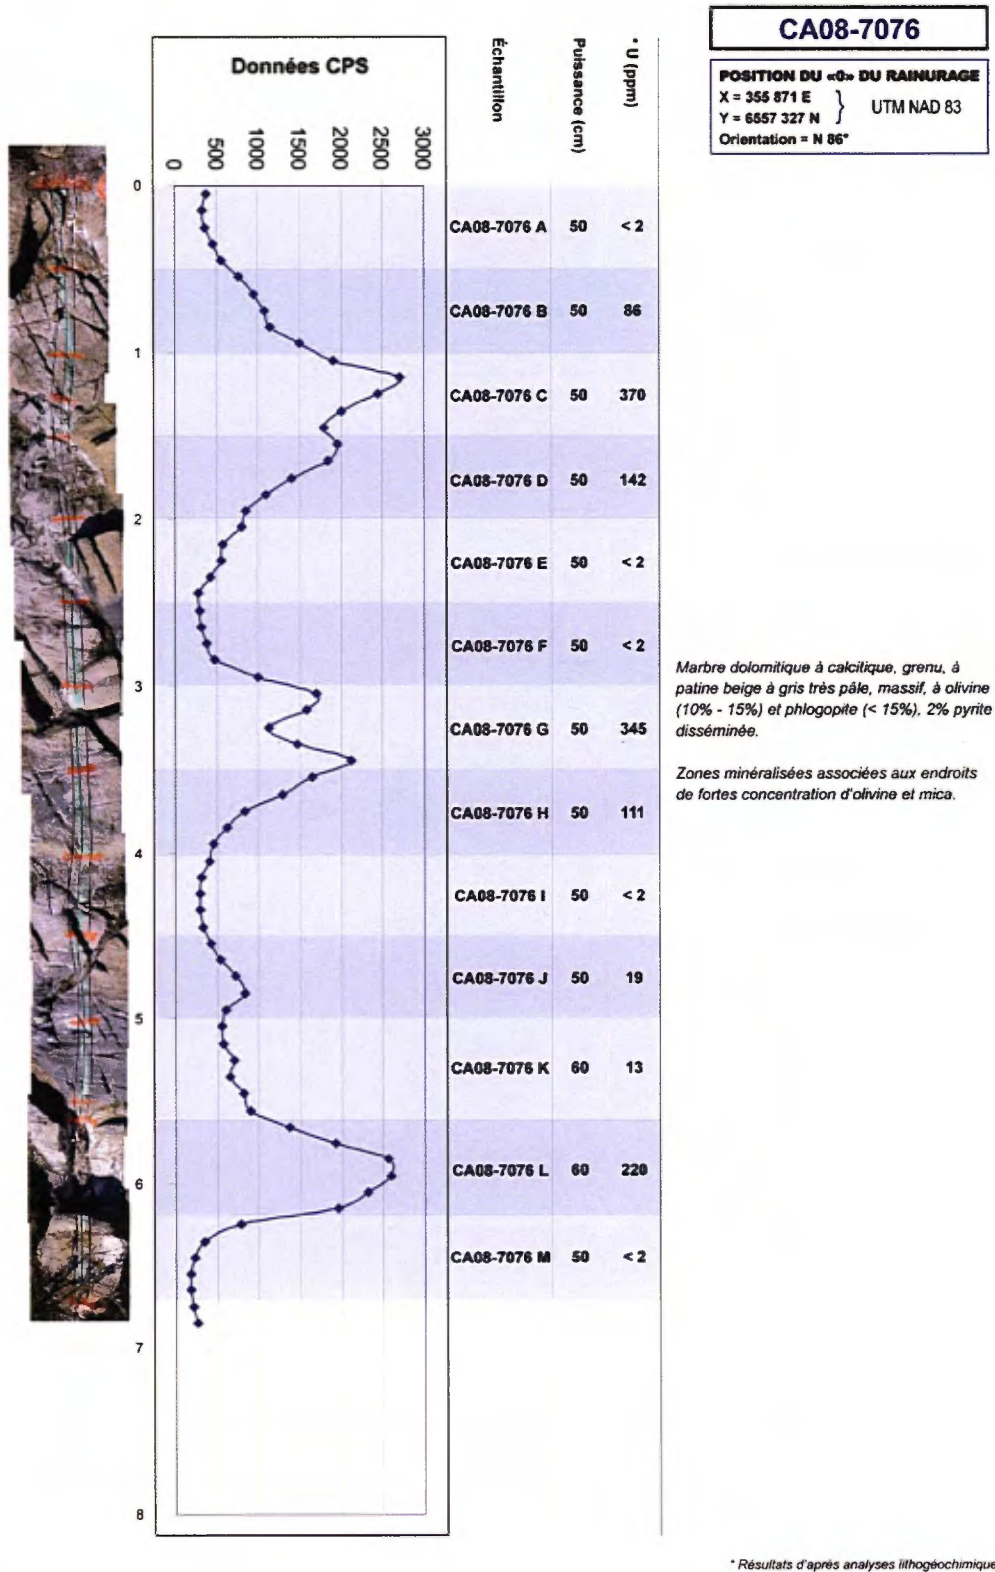 CA08-7076
POSITION DU «0» DU RAINURAGE
X = 355 871 E
Y = 6557 327 N
} UTM NAD 83
Orientation = N 86°
Données CPS
Échantillon
Puissance (cm)
* U (ppm)
0 500 1000 1500 2000 2500 3000
0
CA08-7076 A 50 < 2
CA08-7076 B 50 86
1
CA08-7076 C 50 370
CA08-7076 D 50 142
2
CA08-7076 E 50 < 2
CA08-7076 F 50 < 2
3
CA08-7076 G 50 345
CA08-7076 H 50 111
4
CA08-7076 I 50 < 2
CA08-7076 J 50 19
5
CA08-7076 K 60 13
CA08-7076 L 60 220
6
CA08-7076 M 50 < 2
7
8
Marbre dolomitique à calcitique, grenu, à
patine beige à gris très pâle, massif, à olivine
(10% - 15%) et phlogopite (< 15%). 2% pyrite
disséminée.
Zones minéralisées associées aux endroits
de fortes concentration d'olivine et mica.
* Résultats d'après analyses lithogéochimique